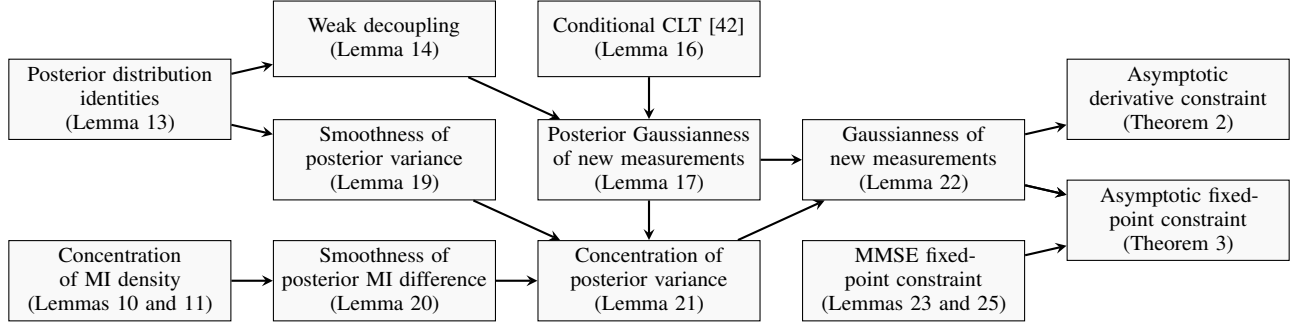 Weak decoupling
(Lemma 14)
Conditional CLT [42]
(Lemma 16)
Posterior distribution
identities
(Lemma 13)
Asymptotic
derivative constraint
(Theorem 2)
Smoothness of
posterior variance
(Lemma 19)
Posterior Gaussianness
of new measurements
(Lemma 17)
Gaussianness of
new measurements
(Lemma 22)
Asymptotic fixed-
point constraint
(Theorem 3)
Concentration
of MI density
(Lemmas 10 and 11)
Smoothness of
posterior MI difference
(Lemma 20)
Concentration of
posterior variance
(Lemma 21)
MMSE fixed-
point constraint
(Lemmas 23 and 25)